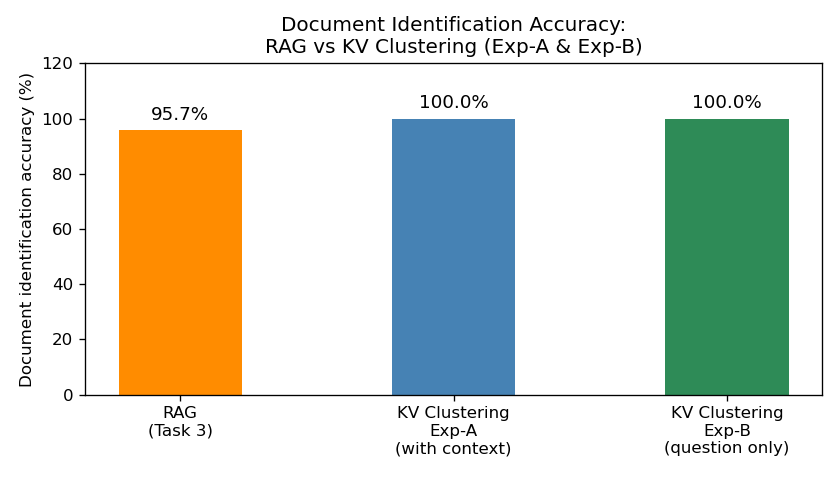 Document Identification Accuracy:
RAG vs KV Clustering (Exp-A & Exp-B)
Document identification accuracy (%)
120
100
80
60
40
20
0
95.7%
100.0%
100.0%
RAG
(Task 3)
KV Clustering
Exp-A
(with context)
KV Clustering
Exp-B
(question only)